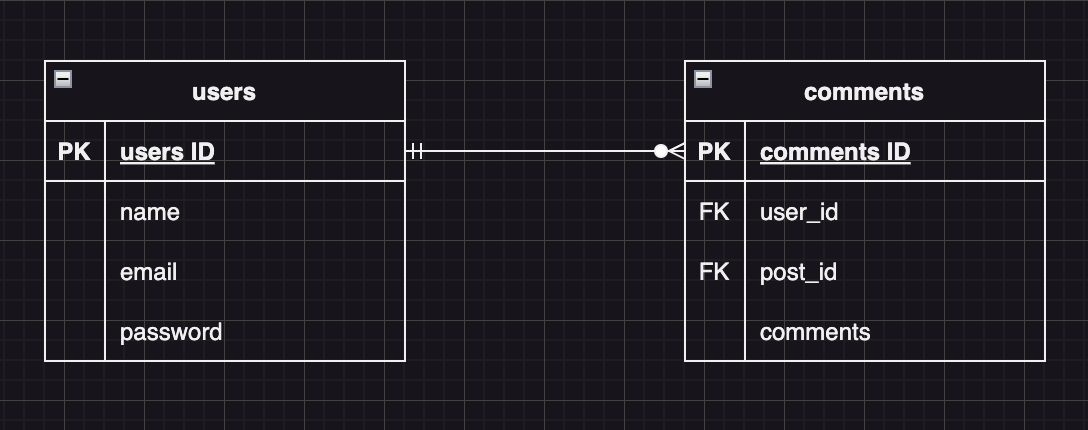 users
PK users ID
name
email
password
comments
PK comments ID
FK user_id
FK post_id
comments